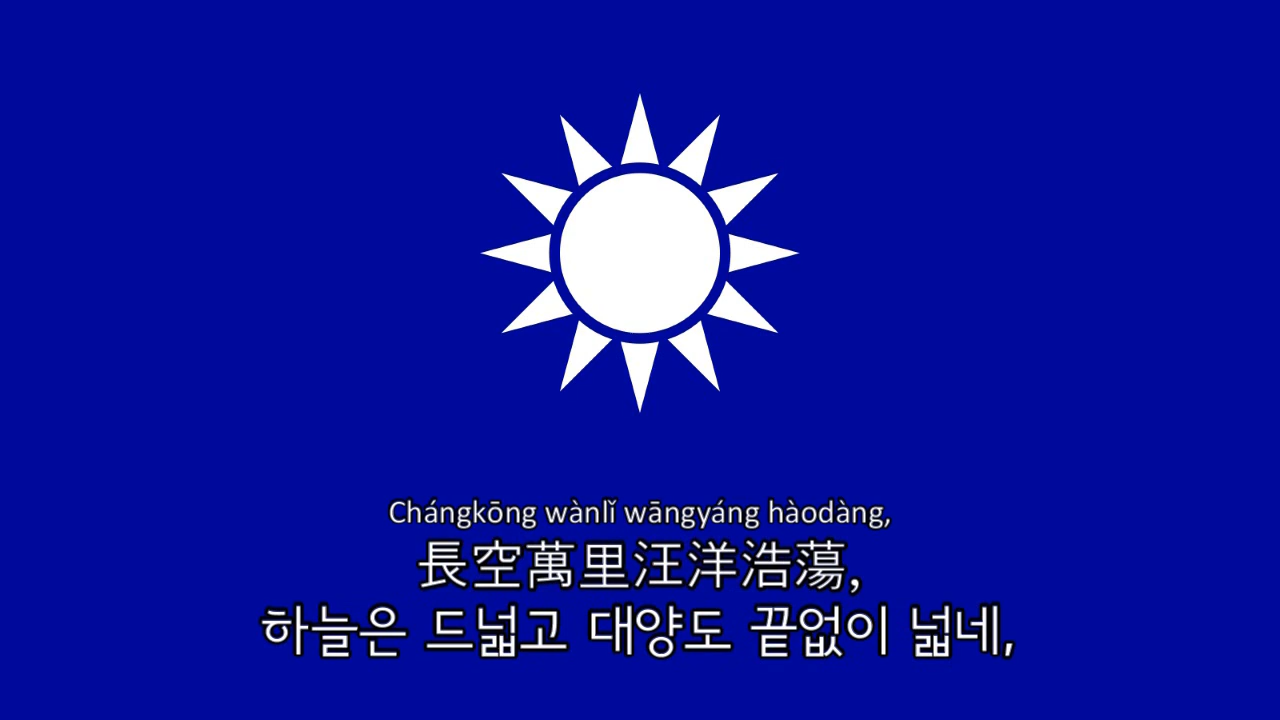 Chángkōng wànlǐ wāngyáng hàodàng,
長空萬里汪洋浩蕩,
하늘은 드넓고 대양도 끝없이 넓네,